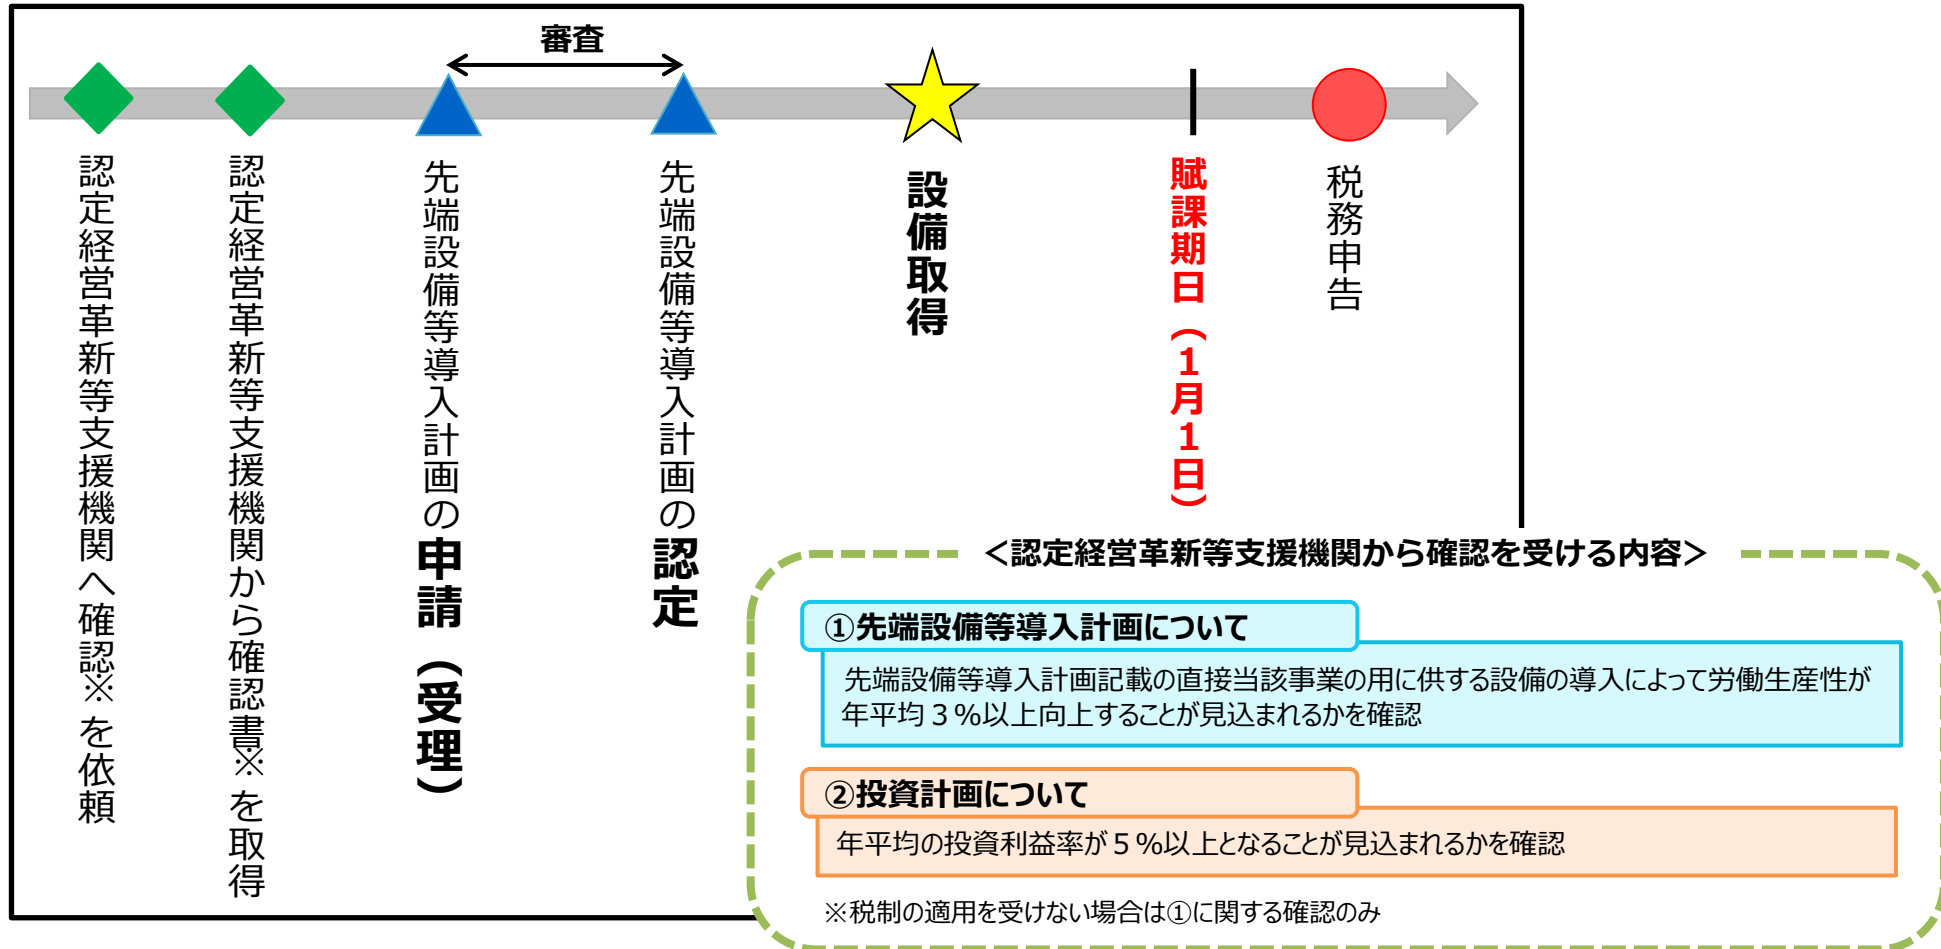 審査
認定経営革新等支援機関へ確認※を依頼
認定経営革新等支援機関から確認書※を取得
先端設備等導入計画の申請（受理）
先端設備等導入計画の認定
設備取得
賦課期日（１月１日）
税務申告
＜認定経営革新等支援機関から確認を受ける内容＞
①先端設備等導入計画について
先端設備等導入計画記載の直接当該事業の用に供する設備の導入によって労働生産性が
年平均３％以上向上することが見込まれるかを確認
②投資計画について
年平均の投資利益率が５％以上となることが見込まれるかを確認
※税制の適用を受けない場合は①に関する確認のみ